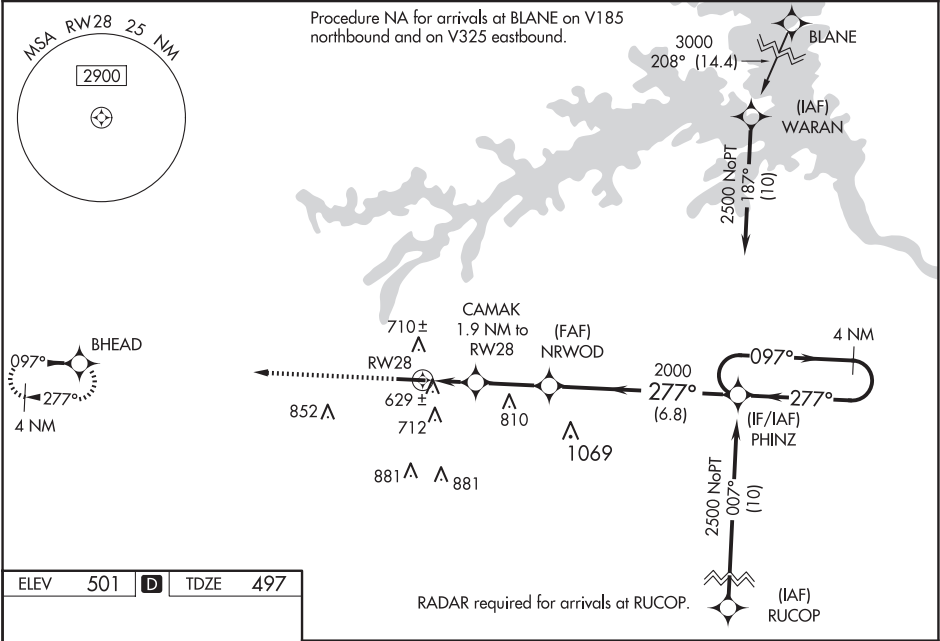 MSA RW28 25 NM
2900
Procedure NA for arrivals at BLANE on V185
northbound and on V325 eastbound.
BLANE
3000
208° (14.4)
(IAF)
WARAN
2500 NoPT
187°
(10)
BHEAD
097°
277°
4 NM
710±
RW28
629±
852
712
881
881
CAMAK
1.9 NM to
RW28
(FAF)
NRWOD
810
1069
2000
277°
(6.8)
097°
4 NM
277°
(IF/IAF)
PHINZ
2500 NoPT
007°
(10)
(IAF)
RUCOP
RADAR required for arrivals at RUCOP.
ELEV 501 D TDZE 497